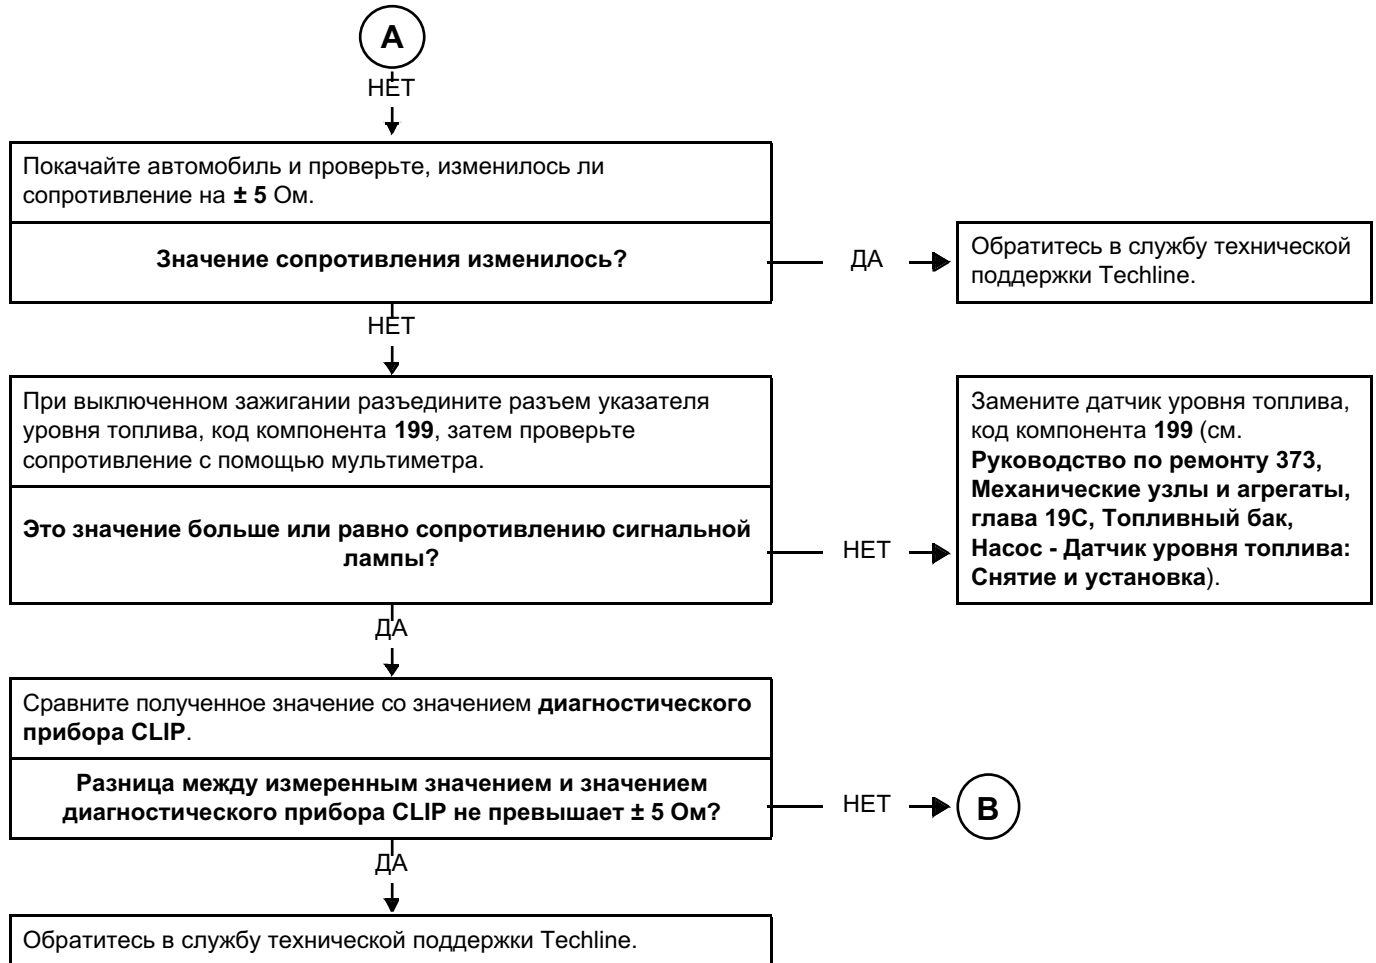 A
НЕТ
Покачайте автомобиль и проверьте, изменилось ли
сопротивление на ± 5 Ом.
Значение сопротивления изменилось?
ДА
Обратитесь в службу технической
поддержки Techline.
НЕТ
При выключенном зажигании разъедините разъем указателя
уровня топлива, код компонента 199, затем проверьте
сопротивление с помощью мультиметра.
Это значение больше или равно сопротивлению сигнальной
лампы?
НЕТ
Замените датчик уровня топлива,
код компонента 199 (см.
Руководство по ремонту 373,
Механические узлы и агрегаты,
глава 19C, Топливный бак,
Насос - Датчик уровня топлива:
Снятие и установка).
ДА
Сравните полученное значение со значением диагностического
прибора CLIP.
Разница между измеренным значением и значением
диагностического прибора CLIP не превышает ± 5 Ом?
НЕТ
B
ДА
Обратитесь в службу технической поддержки Techline.